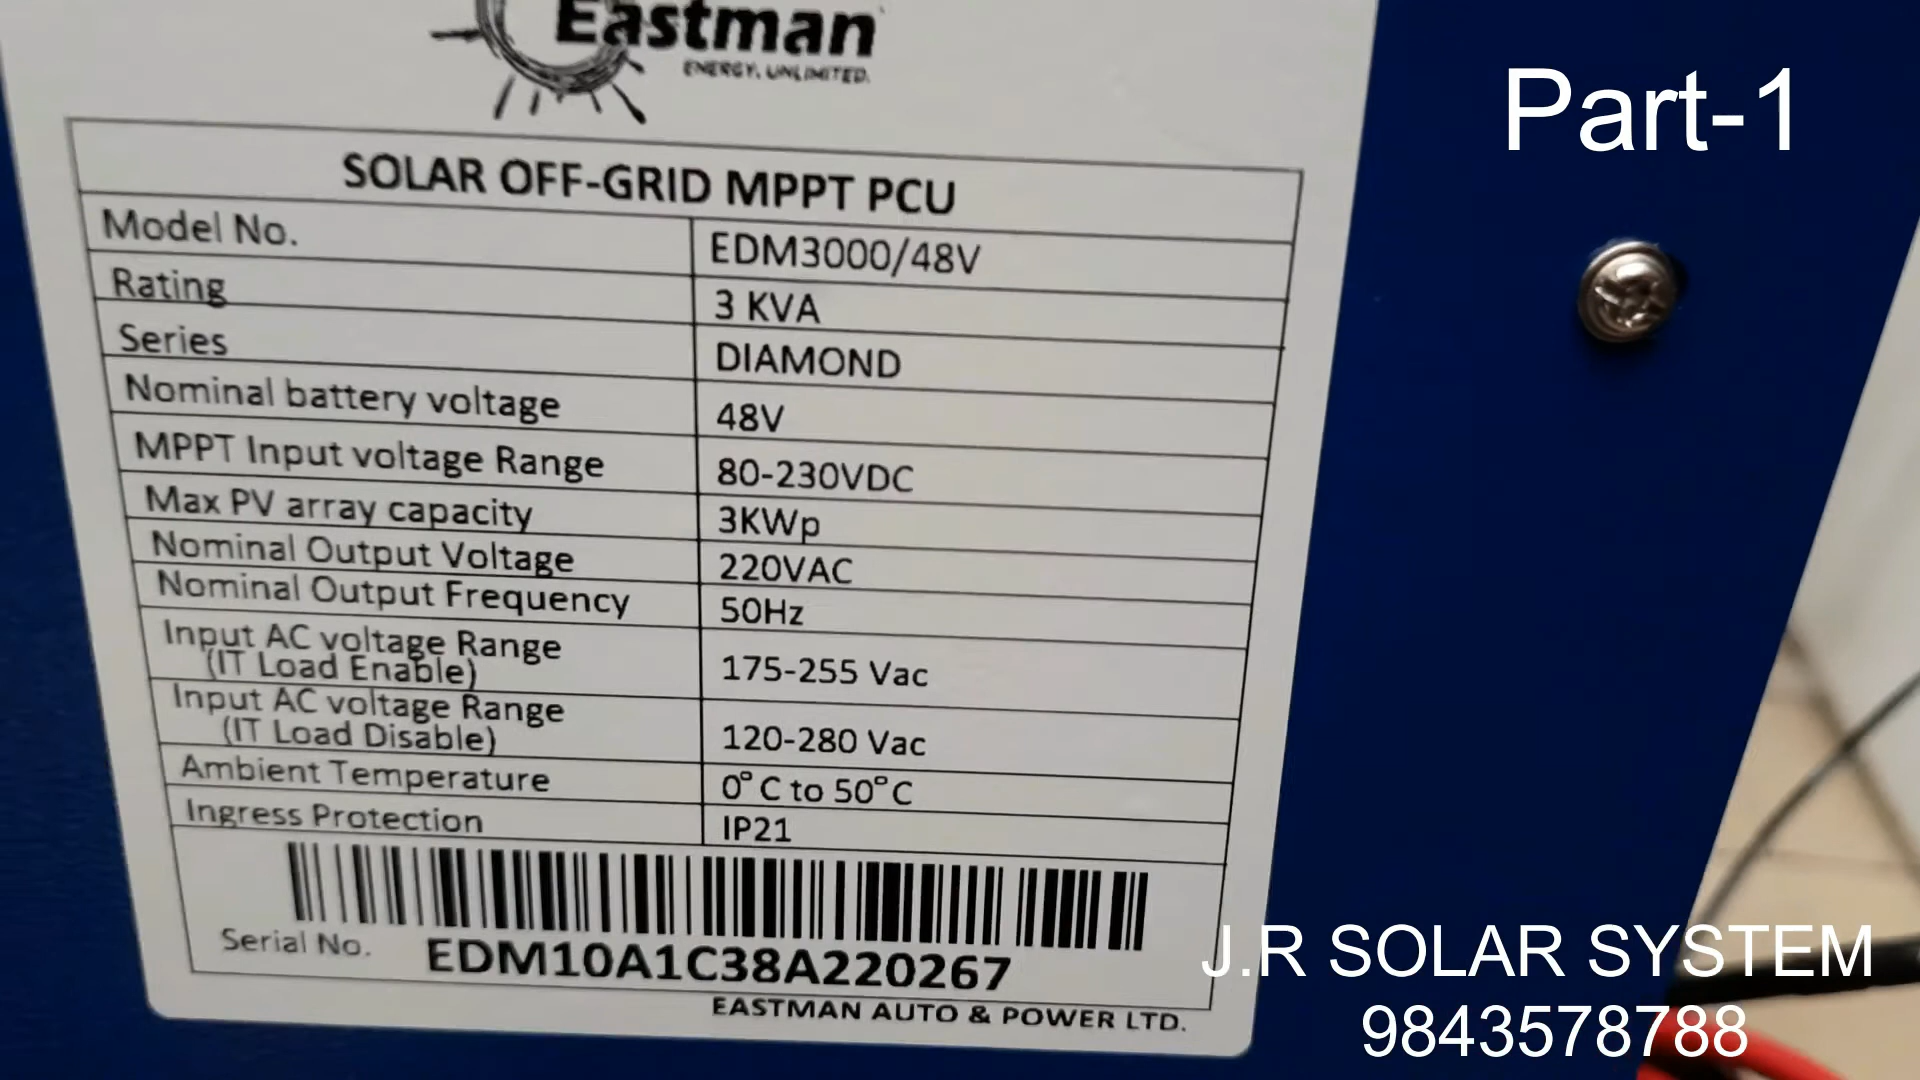 Eastman
ENERGY. UNLIMITED.
Part-1
SOLAR OFF-GRID MPPT PCU
Model No. EDM3000/48V
Rating 3 KVA
Series DIAMOND
Nominal battery voltage 48V
MPPT Input voltage Range 80-230VDC
Max PV array capacity 3KWp
Nominal Output Voltage 220VAC
Nominal Output Frequency 50Hz
Input AC voltage Range
(IT Load Enable) 175-255 Vac
Input AC voltage Range
(IT Load Disable) 120-280 Vac
Ambient Temperature 0°C to 50°C
Ingress Protection IP21
Serial No. EDM10A1C38A220267
EASTMAN AUTO & POWER LTD.
J.R SOLAR SYSTEM
9843578788